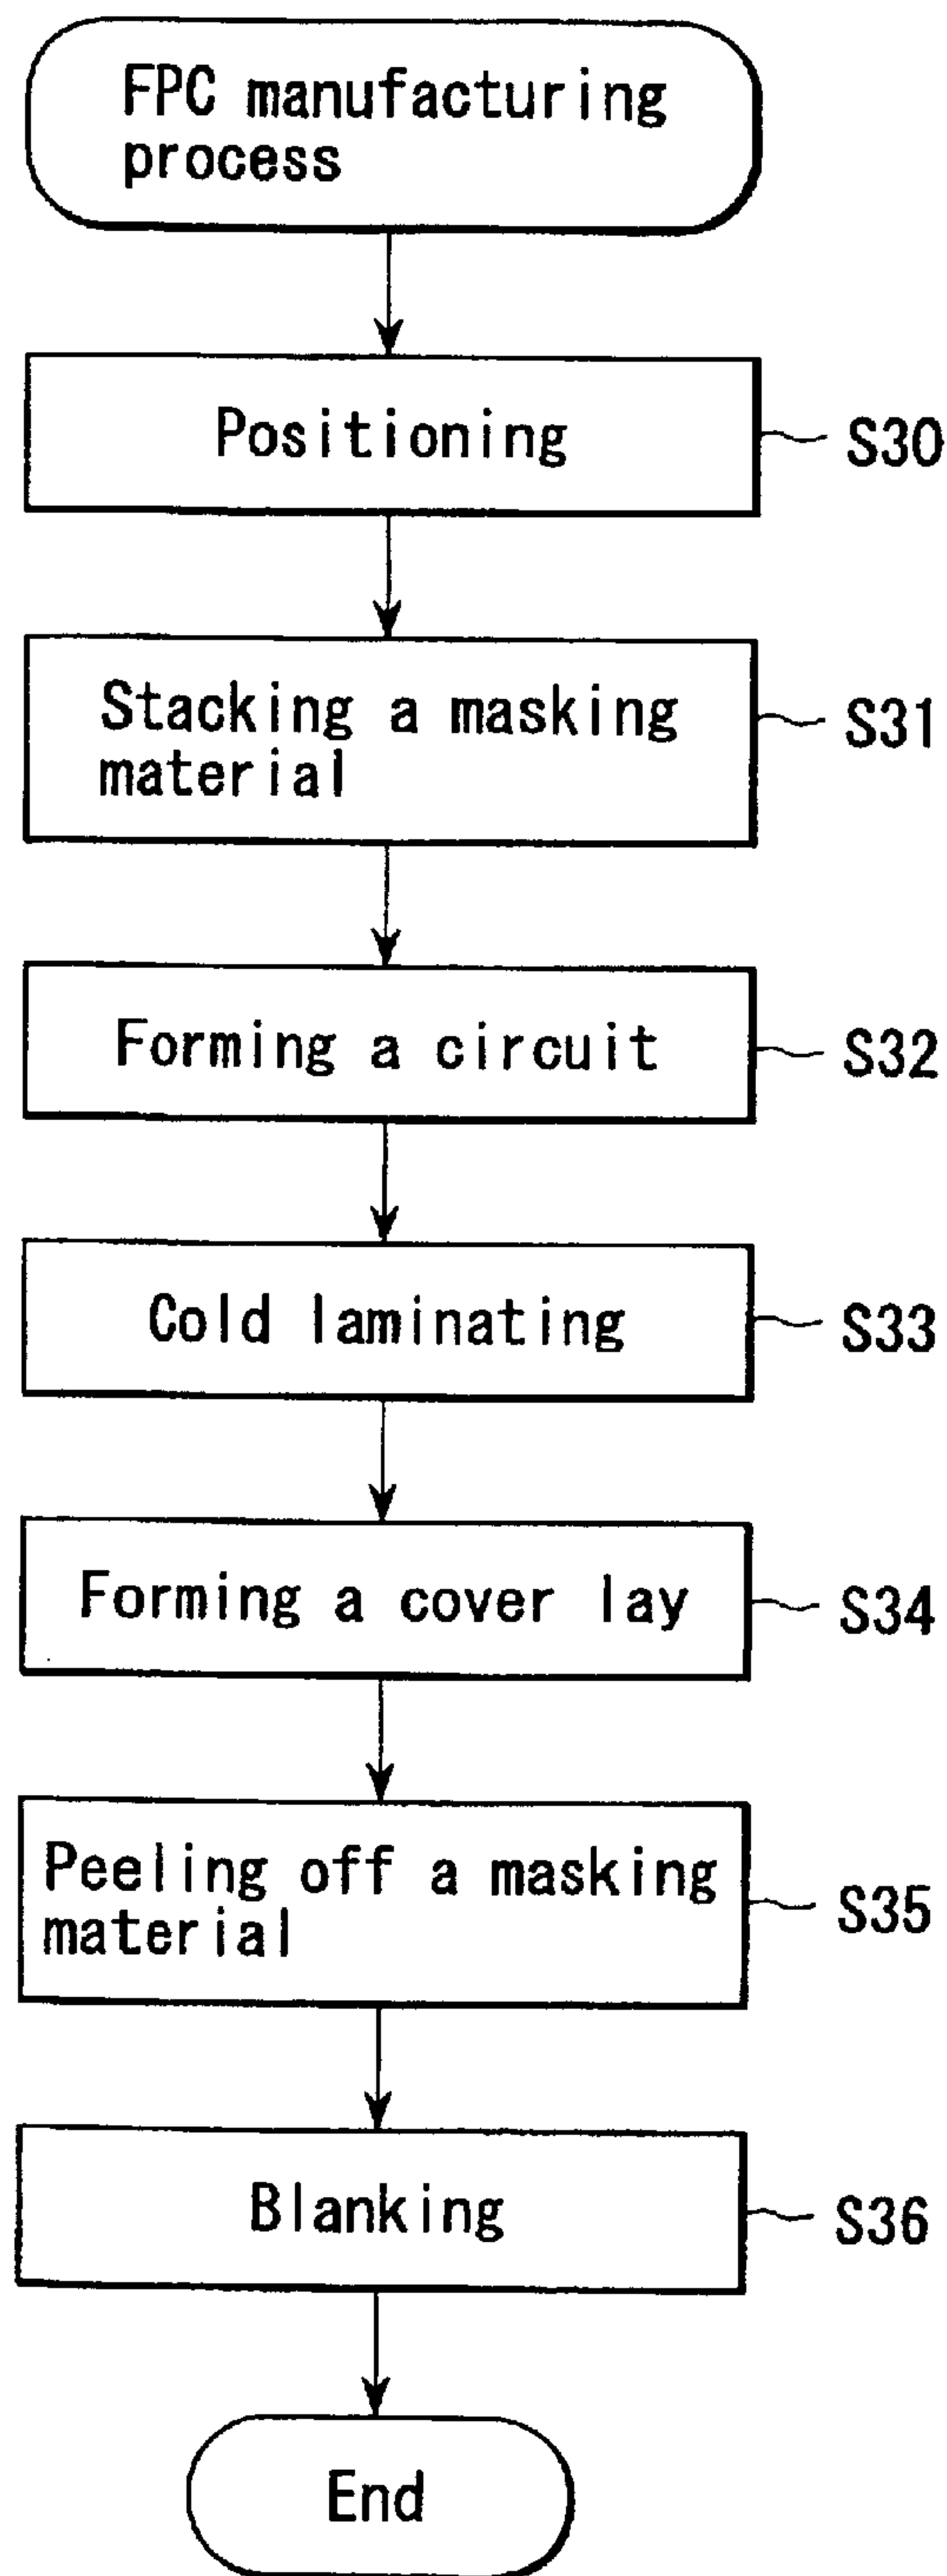 FPC manufacturing
process
Positioning
S30
Stacking a masking
material
S31
Forming a circuit
S32
Cold laminating
S33
Forming a cover lay
S34
Peeling off a masking
material
S35
Blanking
S36
End